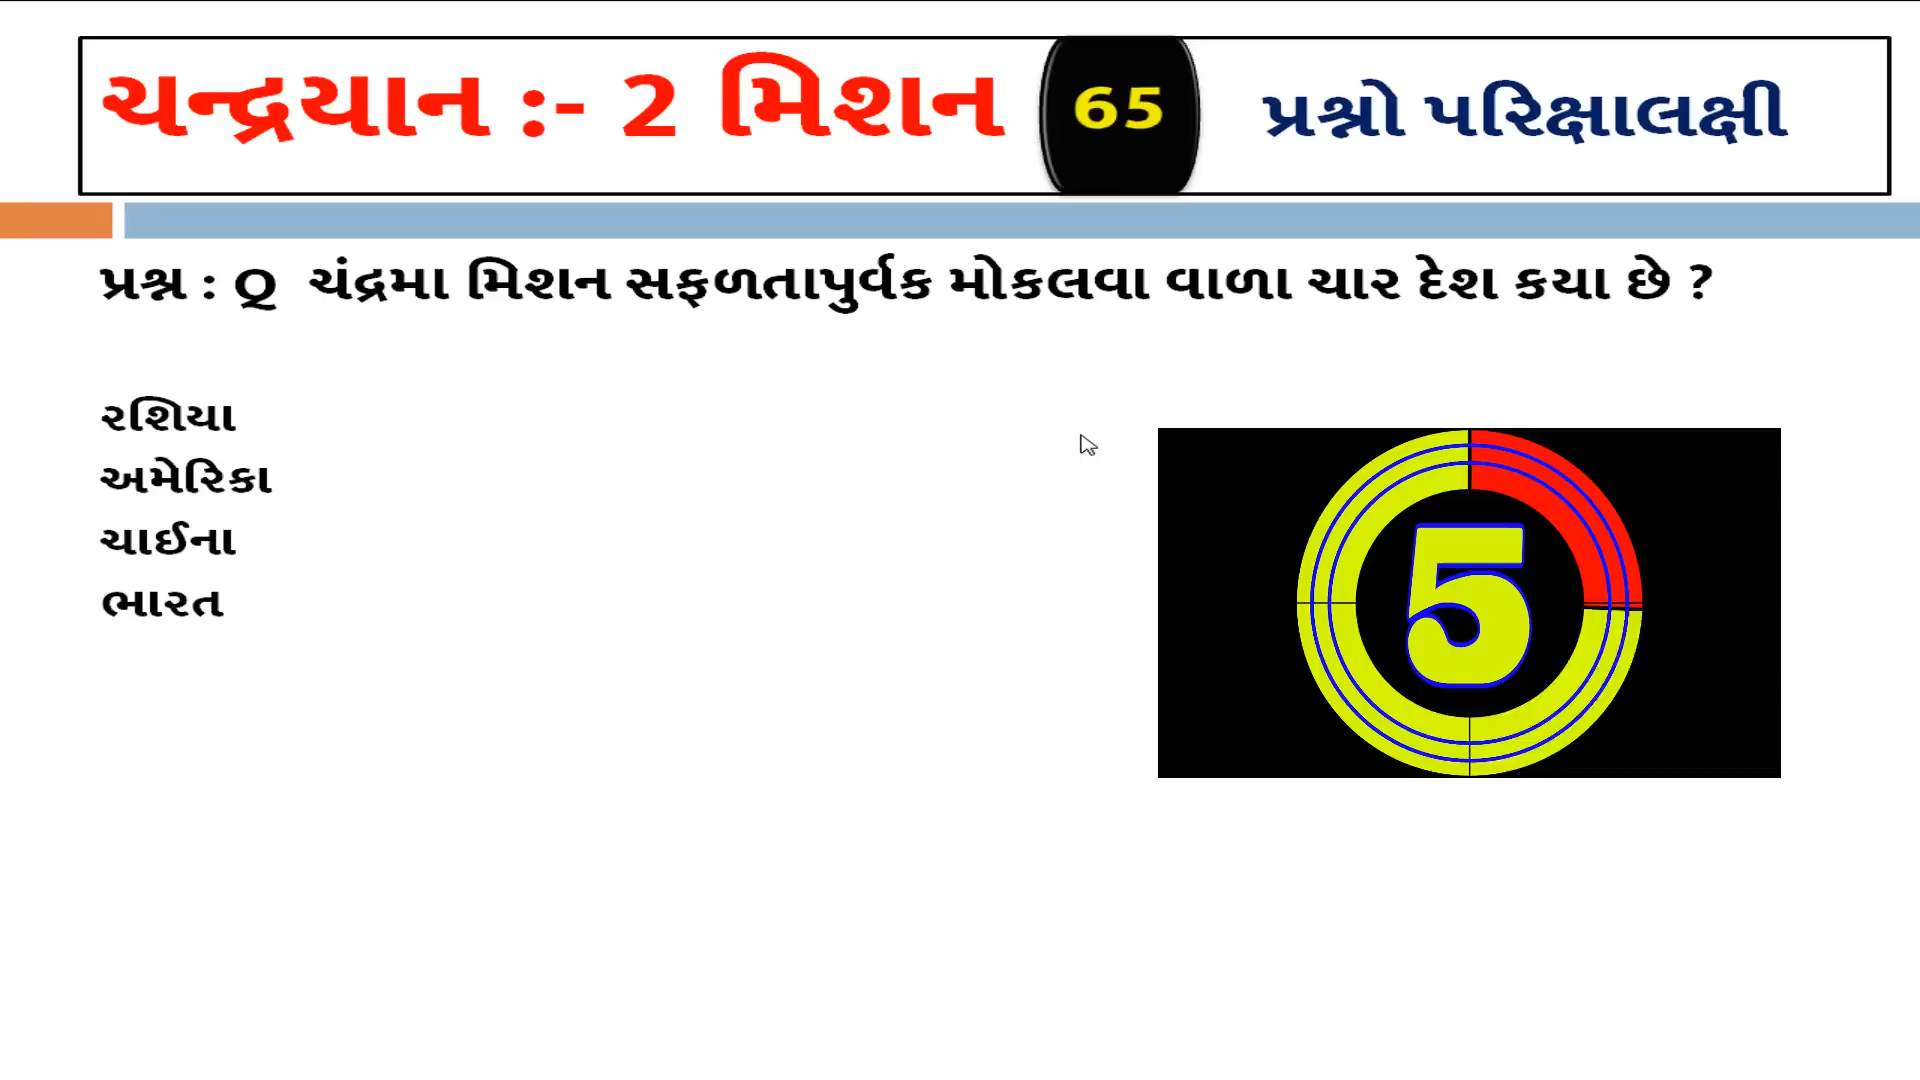 ચન્દ્રયાન :- 2 મિશન 65 પ્રશ્નો પરિક્ષાલક્ષી
પ્રશ્ન : Q ચંદ્રમા મિશન સફળતાપુર્વક મોકલવા વાળા ચાર દેશ કયા છે ?
રશિયા
અમેરિકા
ચાઈના
ભારત
5